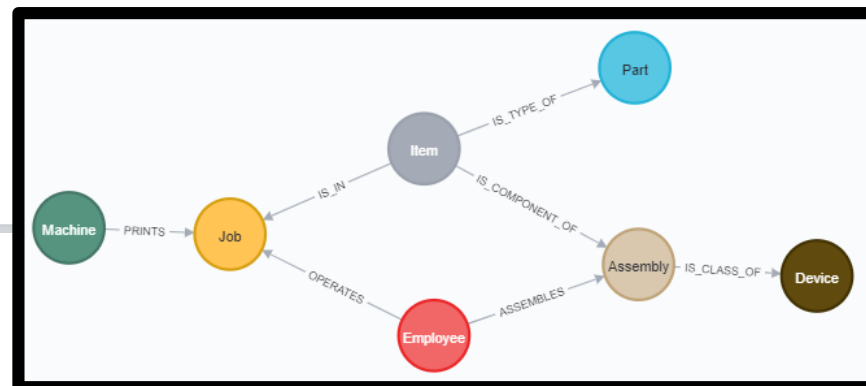 Part
IS_TYPE_OF
Item
IS_IN
IS_COMPONENT_OF
Machine
PRINTS
Job
Assembly
IS_CLASS_OF
Device
OPERATES
ASSEMBLES
Employee